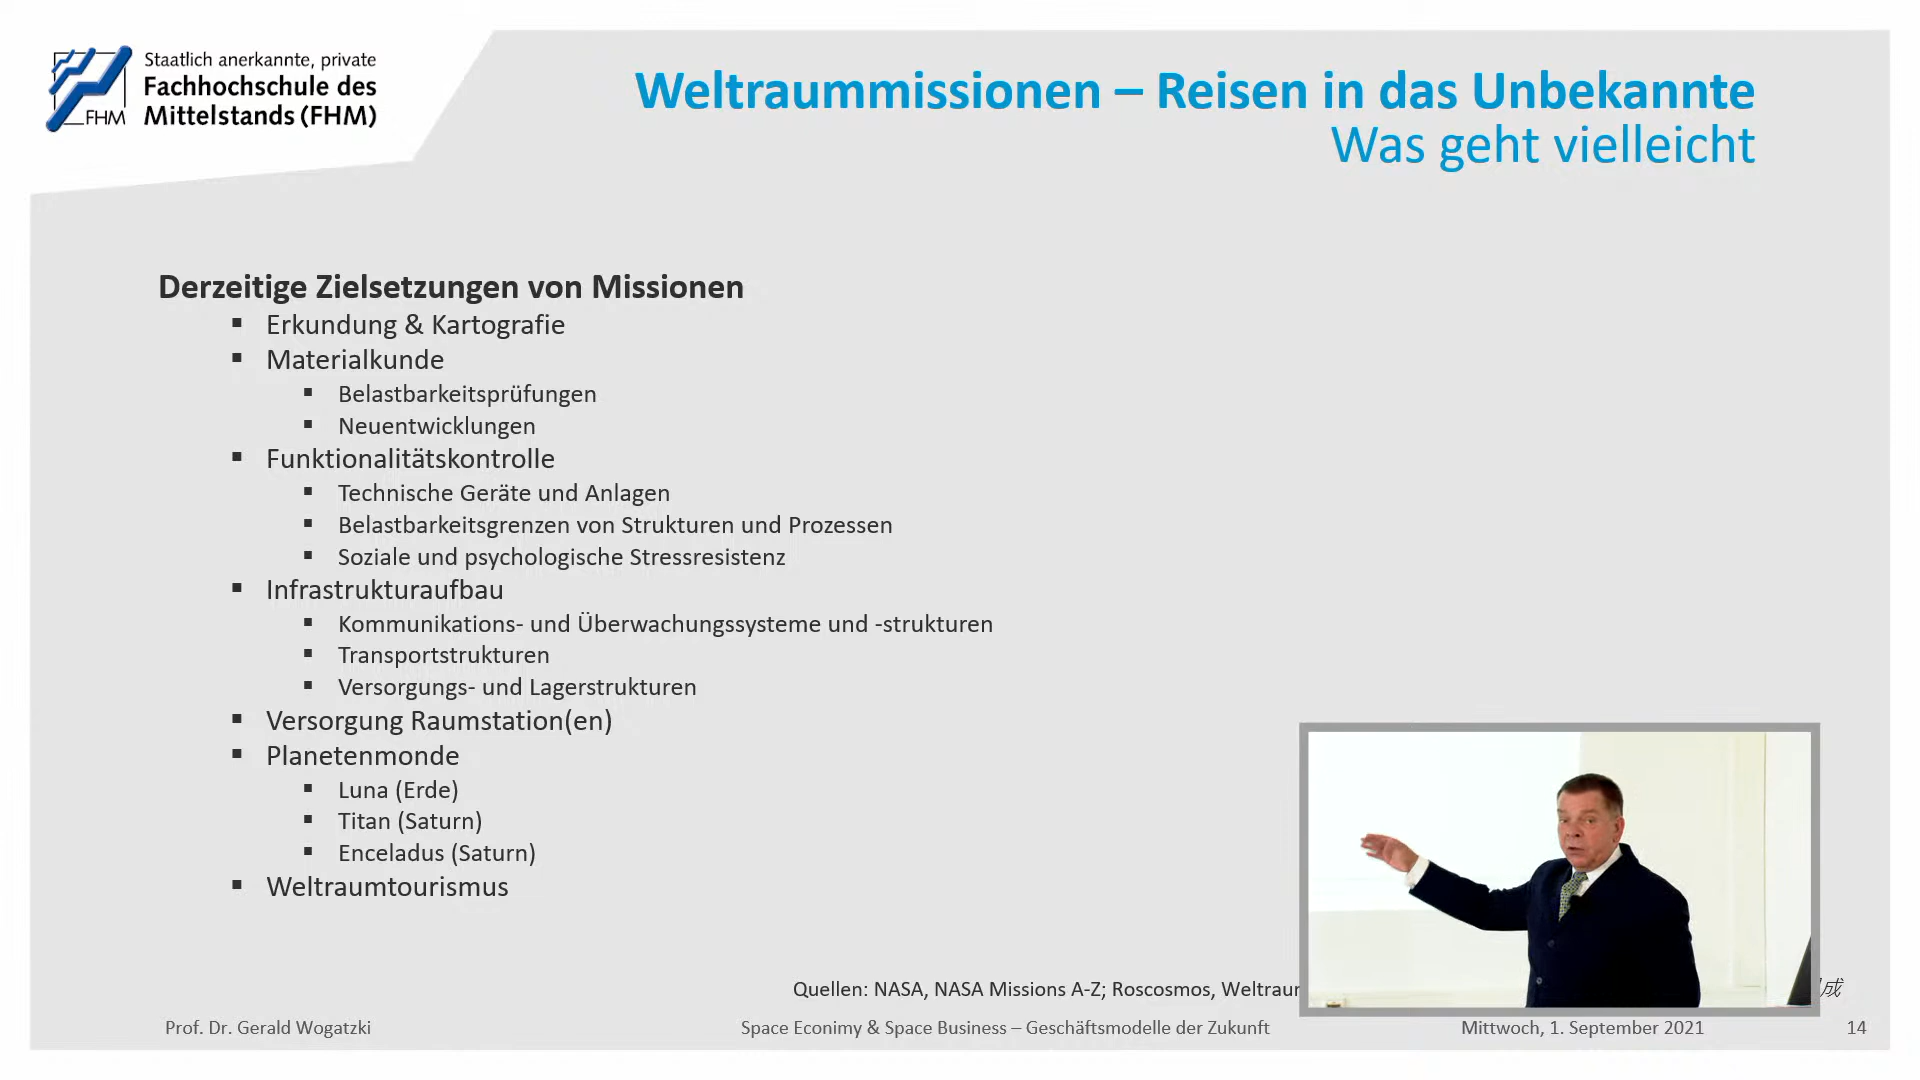 Staatlich anerkannte, private
Fachhochschule des
Mittelstands (FHM)
FHM
Weltraummissionen – Reisen in das Unbekannte
Was geht vielleicht
Derzeitige Zielsetzungen von Missionen
▪ Erkundung & Kartografie
▪ Materialkunde
▪ Belastbarkeitsprüfungen
▪ Neuentwicklungen
▪ Funktionalitätskontrolle
▪ Technische Geräte und Anlagen
▪ Belastbarkeitsgrenzen von Strukturen und Prozessen
▪ Soziale und psychologische Stressresistenz
▪ Infrastrukturaufbau
▪ Kommunikations- und Überwachungssysteme und -strukturen
▪ Transportstrukturen
▪ Versorgungs- und Lagerstrukturen
▪ Versorgung Raumstation(en)
▪ Planetenmonde
▪ Luna (Erde)
▪ Titan (Saturn)
▪ Enceladus (Saturn)
▪ Weltraumtourismus
Quellen: NASA, NASA Missions A-Z; Roscosmos, 成
Prof. Dr. Gerald Wogatzki
Space Econimy & Space Business – Geschäftsmodelle der Zukunft
Mittwoch, 1. September 2021
14